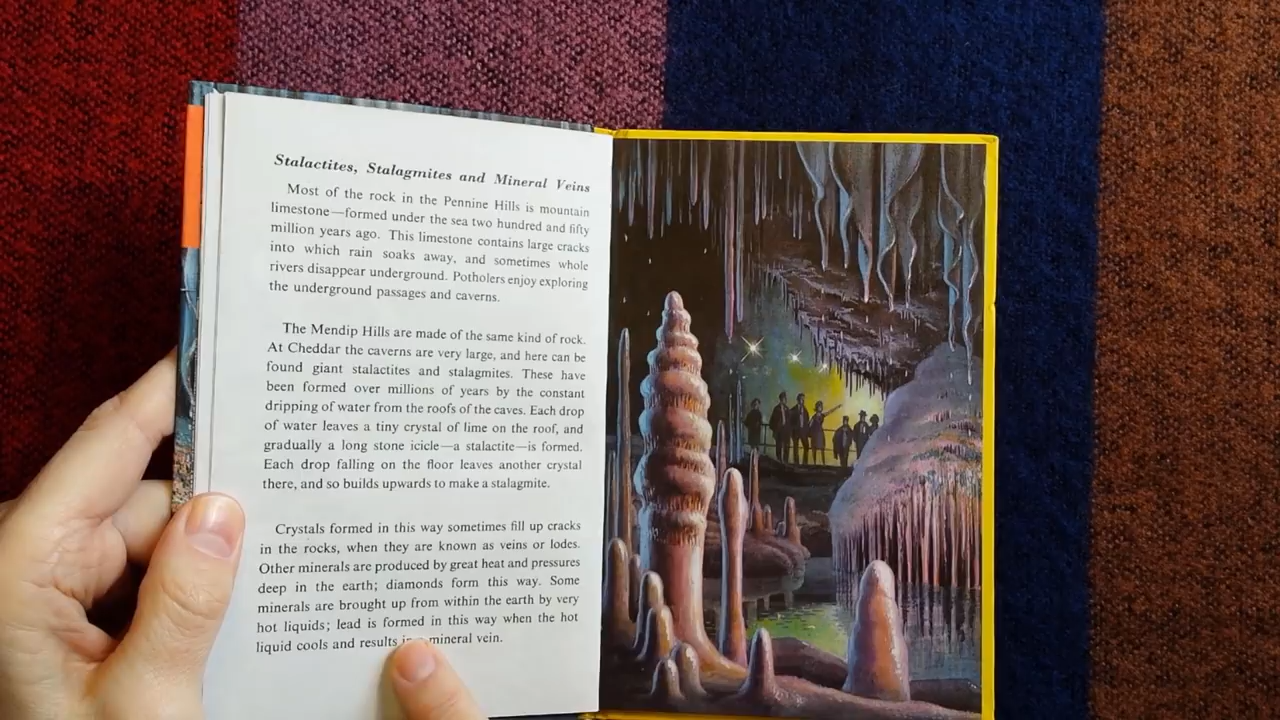 Stalactites, Stalagmites and Mineral Veins
Most of the rock in the Pennine Hills is mountain
limestone—formed under the sea two hundred and fifty
million years ago. This limestone contains large cracks
into which rain soaks away, and sometimes whole
rivers disappear underground. Potholers enjoy exploring
the underground passages and caverns.
The Mendip Hills are made of the same kind of rock.
At Cheddar the caverns are very large, and here can be
found giant stalactites and stalagmites. These have
been formed over millions of years by the constant
dripping of water from the roofs of the caves. Each drop
of water leaves a tiny crystal of lime on the roof, and
gradually a long stone icicle—a stalactite—is formed.
Each drop falling on the floor leaves another crystal
there, and so builds upwards to make a stalagmite.
Crystals formed in this way sometimes fill up cracks
in the rocks, when they are known as veins or lodes.
Other minerals are produced by great heat and pressures
deep in the earth; diamonds form this way. Some
minerals are brought up from within the earth by very
hot liquids; lead is formed in this way when the hot
liquid cools and results in a mineral vein.